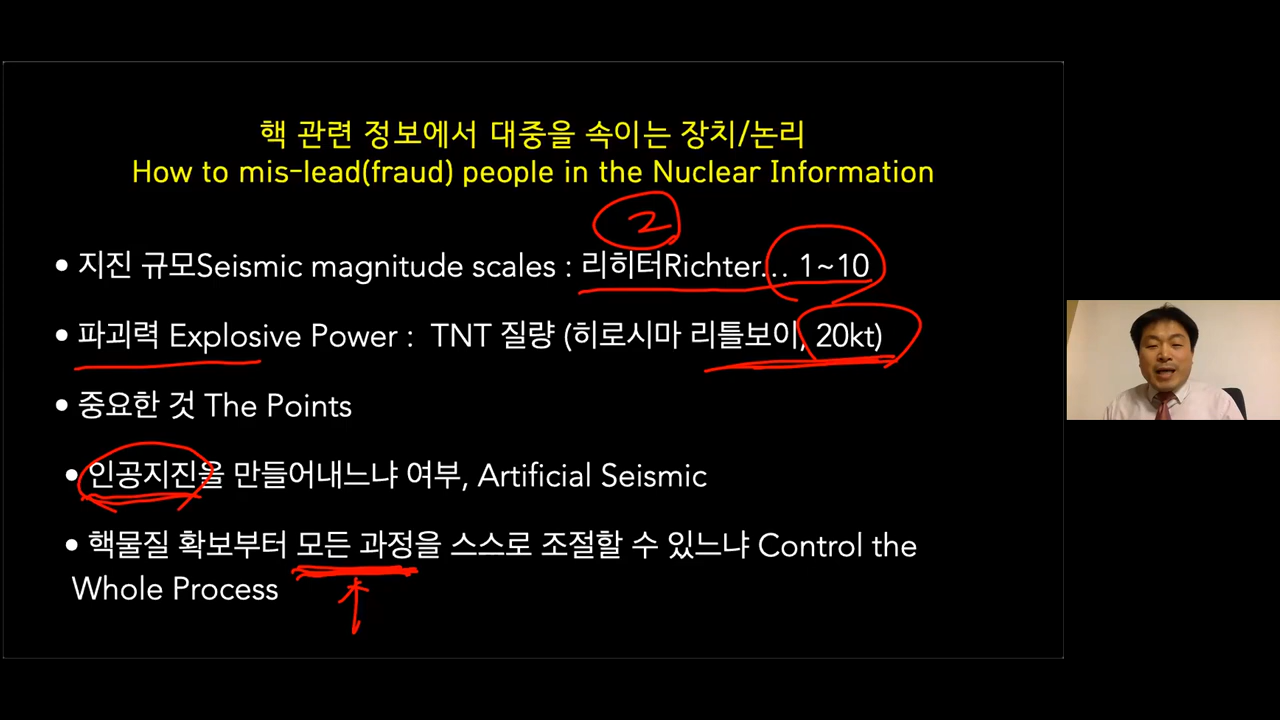 핵 관련 정보에서 대중을 속이는 장치/논리
How to mis-lead(fraud) people in the Nuclear Information
2
• 지진 규모Seismic magnitude scales : 리히터Richter... 1~10
• 파괴력 Explosive Power : TNT 질량 (히로시마 리틀보이, 20kt)
• 중요한 것 The Points
• 인공지진을 만들어내느냐 여부, Artificial Seismic
• 핵물질 확보부터 모든 과정을 스스로 조절할 수 있느냐 Control the
Whole Process